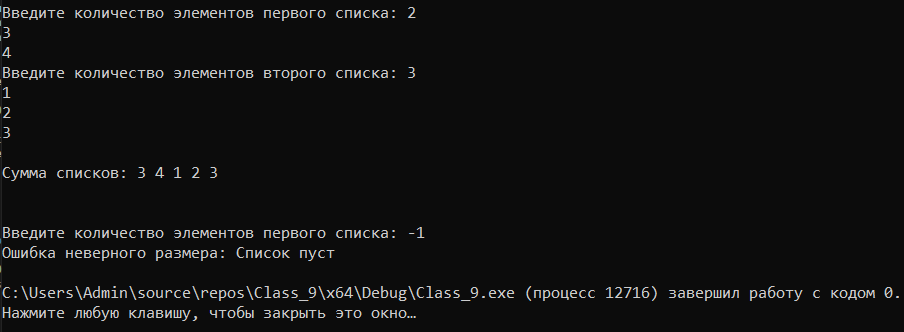 Введите количество элементов первого списка: 2
3
4
Введите количество элементов второго списка: 3
1
2
3
Сумма списков: 3 4 1 2 3
Введите количество элементов первого списка: -1
Ошибка неверного размера: Список пуст
C:\Users\Admin\source\repos\Class_9\x64\Debug\Class_9.exe (процесс 12716) завершил работу с кодом 0.
Нажмите любую клавишу, чтобы закрыть это окно…